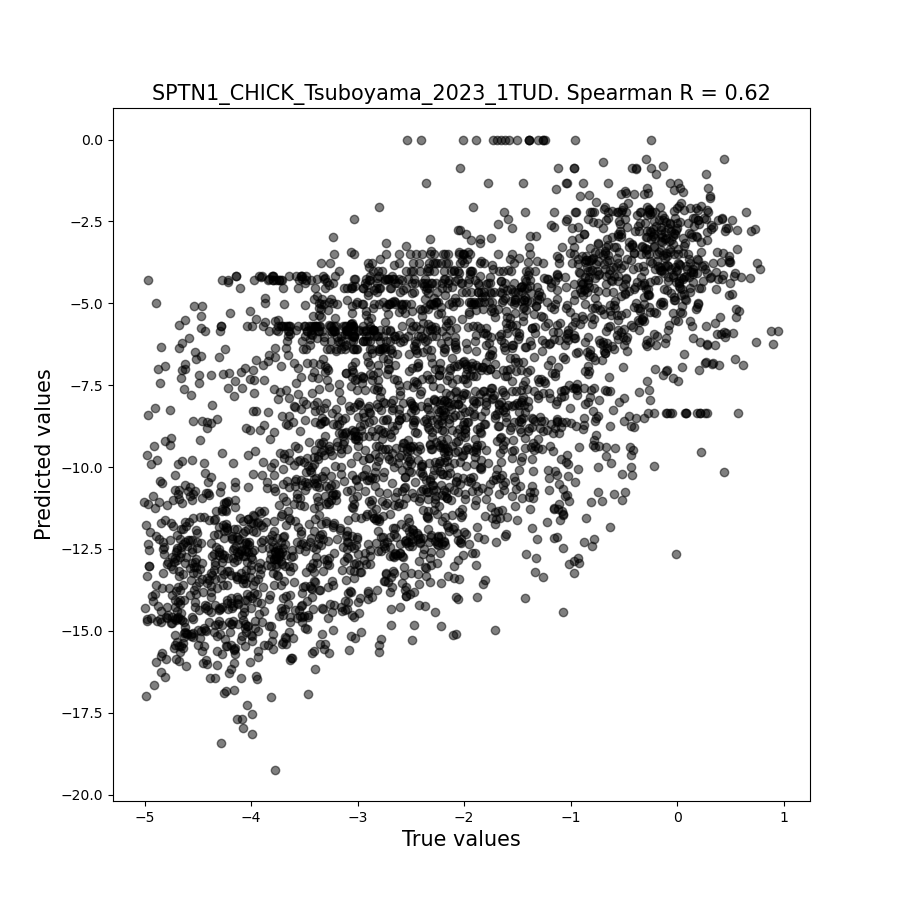 SPTN1_CHICK_Tsuboyama_2023_1TUD. Spearman R = 0.62
0.0
−2.5
−5.0
−7.5
−10.0
−12.5
−15.0
−17.5
−20.0
Predicted values
−5 −4 −3 −2 −1 0 1
True values